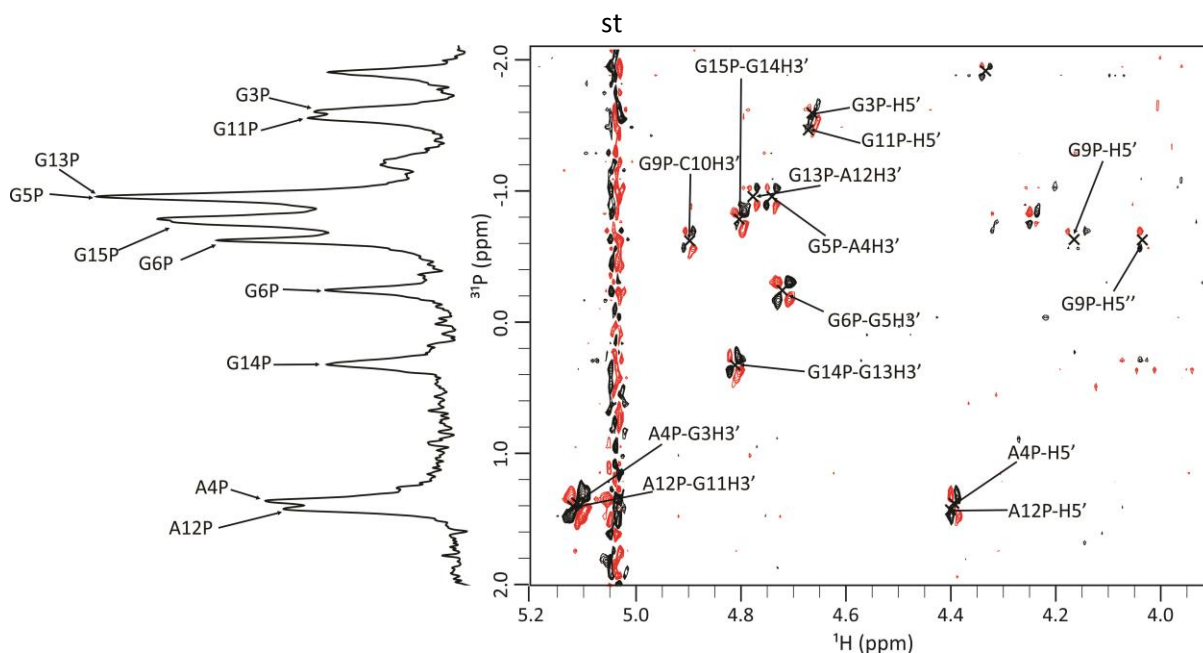 st
-2.0
G15P-G14H3'
G3P
G3P-H5'
G11P
G11P-H5'
G9P-C10H3'
G9P-H5'
G13P
-1.0
G13P-A12H3'
G5P
G5P-A4H3'
G15P
G6P
³¹P (ppm)
G9P-H5''
G6P
0.0
G6P-G5H3'
G14P
G14P-G13H3'
1.0
A4P-G3H3'
A4P-H5'
A4P
A12P-G11H3'
A12P-H5'
A12P
2.0
5.2 5.0 4.8 4.6 4.4 4.2 4.0
¹H (ppm)